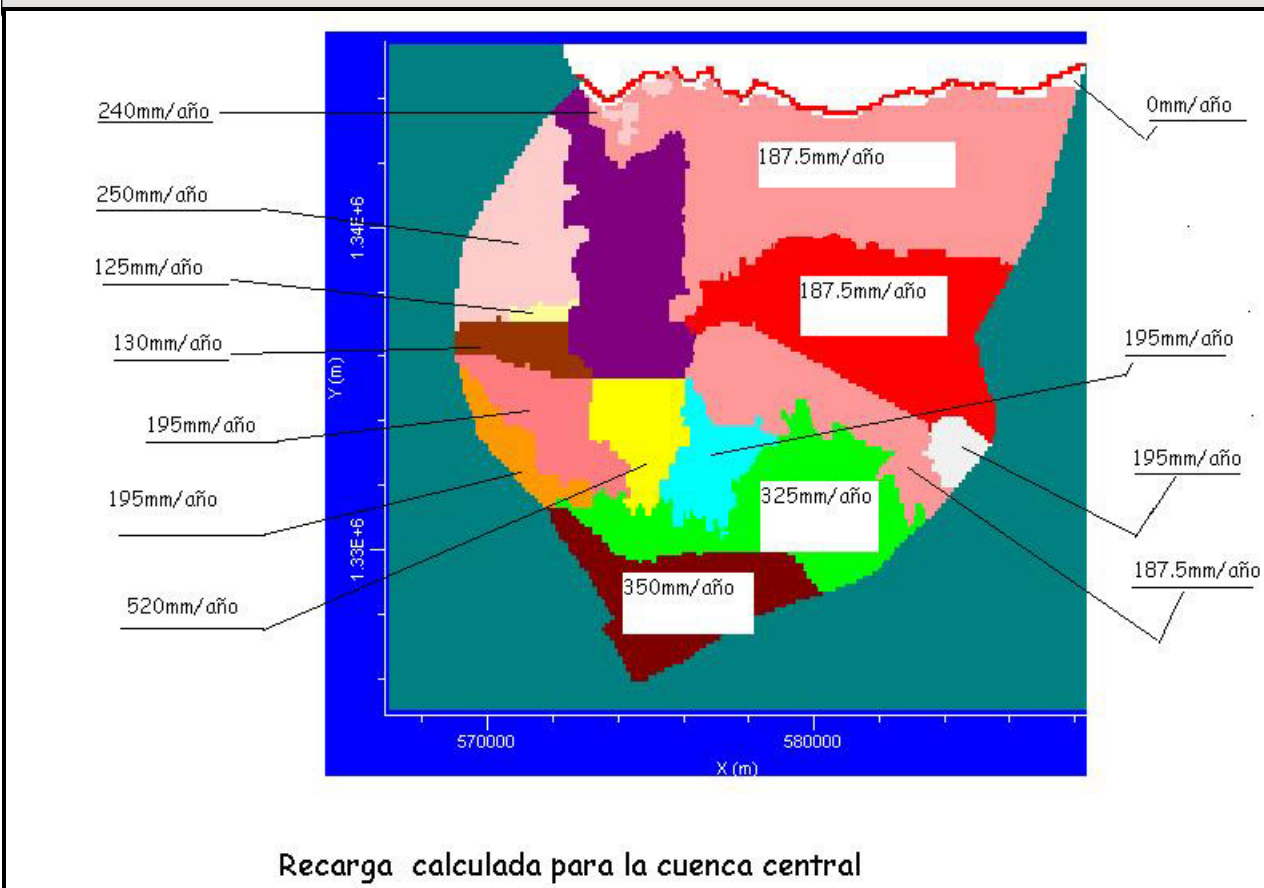 240mm/año
0mm/año
187.5mm/año
250mm/año
1.34E+6
125mm/año
187.5mm/año
130mm/año
195mm/año
Y (m)
195mm/año
195mm/año
195mm/año
325mm/año
1.33E+6
187.5mm/año
350mm/año
520mm/año
570000
580000
X (m)
Recarga calculada para la cuenca central